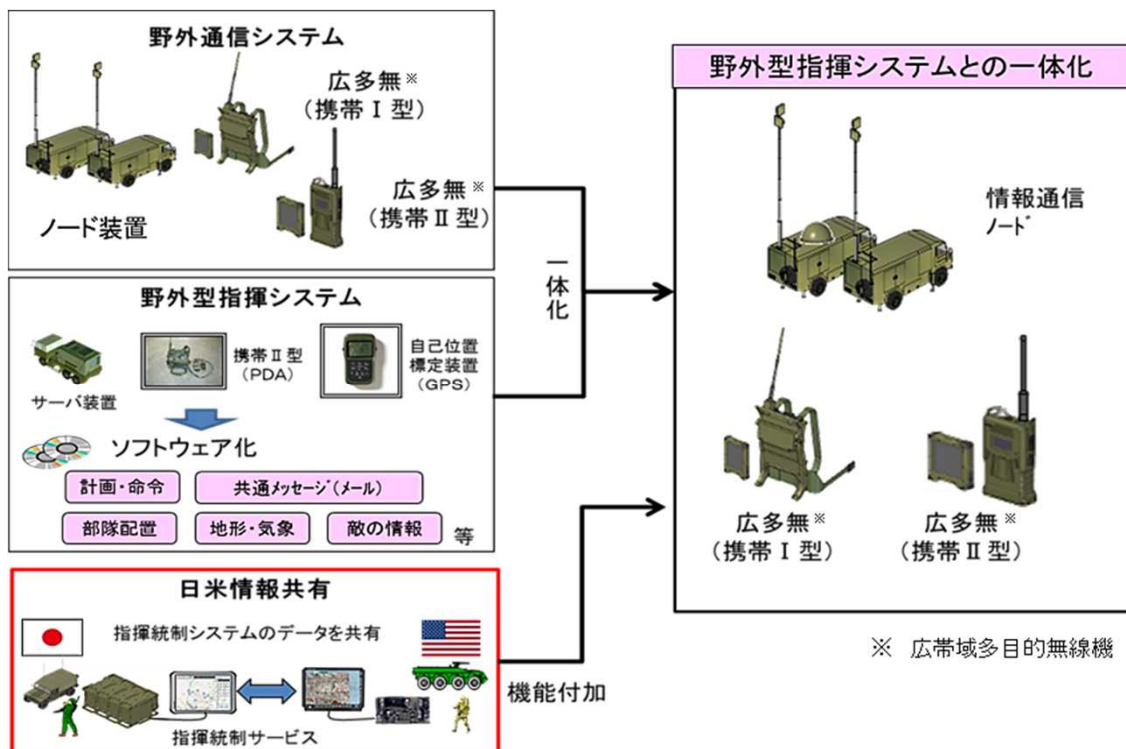 野外通信システム
広多無※
(携帯Ⅰ型)
広多無※
(携帯Ⅱ型)
ノード装置
野外型指揮システム
サーバ装置
携帯Ⅱ型
(PDA)
自己位置
標定装置
(GPS)
ソフトウェア化
計画・命令
共通メッセージ(メール)
部隊配置
地形・気象
敵の情報
等
日米情報共有
指揮統制システムのデータを共有
指揮統制サービス
一体化
機能付加
野外型指揮システムとの一体化
情報通信
ノード
広多無※
(携帯Ⅰ型)
広多無※
(携帯Ⅱ型)
※ 広帯域多目的無線機